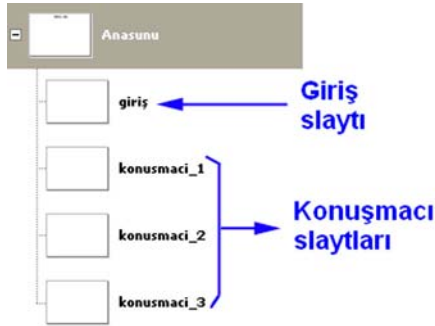 Anasunu
giriş
Giriş
slaytı
konusmaci_1
konusmaci_2
Konuşmacı
slaytları
konusmaci_3